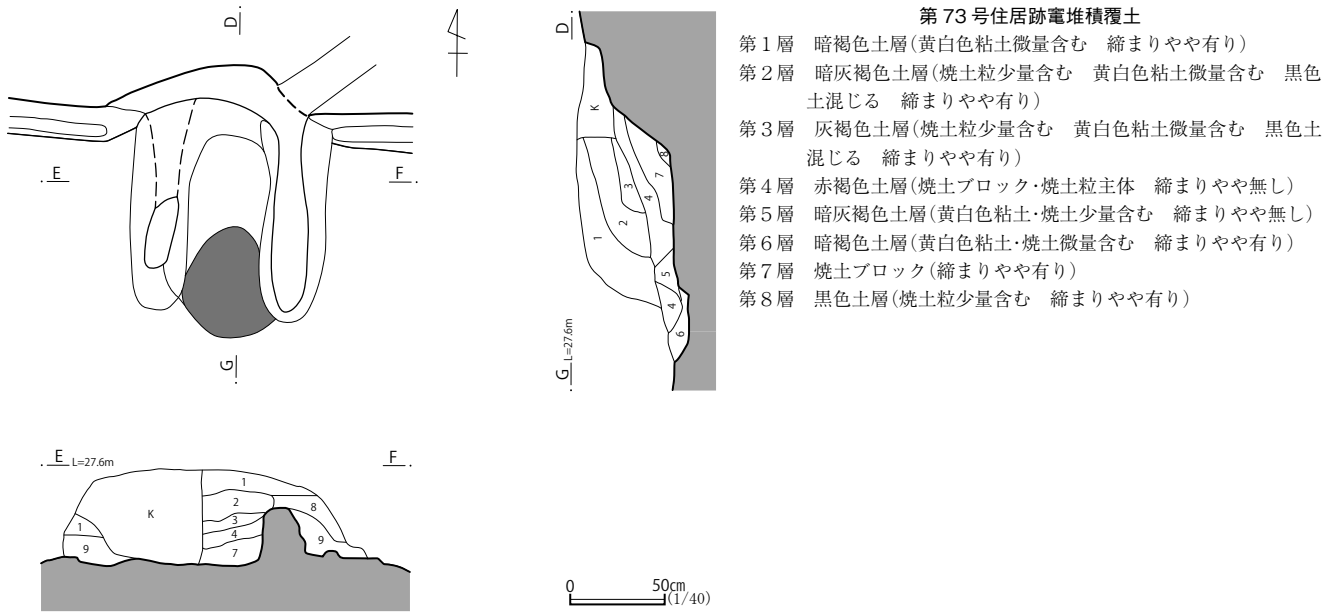 第 73 号住居跡竈堆積覆土
第1層　暗褐色土層(黄白色粘土微量含む　締まりやや有り)
第2層　暗灰褐色土層(焼土粒少量含む　黄白色粘土微量含む　黒色
土混じる　締まりやや有り)
第3層　灰褐色土層(焼土粒少量含む　黄白色粘土微量含む　黒色土
混じる　締まりやや有り)
第4層　赤褐色土層(焼土ブロック・焼土粒主体　締まりやや無し)
第5層　暗灰褐色土層(黄白色粘土・焼土少量含む　締まりやや無し)
第6層　暗褐色土層(黄白色粘土・焼土微量含む　締まりやや有り)
第7層　焼土ブロック(締まりやや有り)
第8層　黒色土層(焼土粒少量含む　締まりやや有り)
D
E
F
G
D
K
8
7
3
4
2
1
5
4
6
G L=27.6m
E L=27.6m
F
K
1
2
3
4
7
8
9
1
9
0 50cm
(1/40)